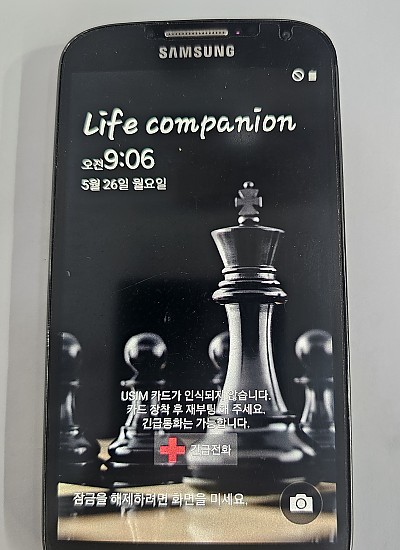 SAMSUNG
Life companion
오전9:06
5월 26일 월요일
USIM 카드가 인식되지 않습니다.
카드 장착 후 재부팅 해 주세요.
긴급통화는 가능합니다.
긴급전화
잠금을 해제하려면 화면을 미세요.